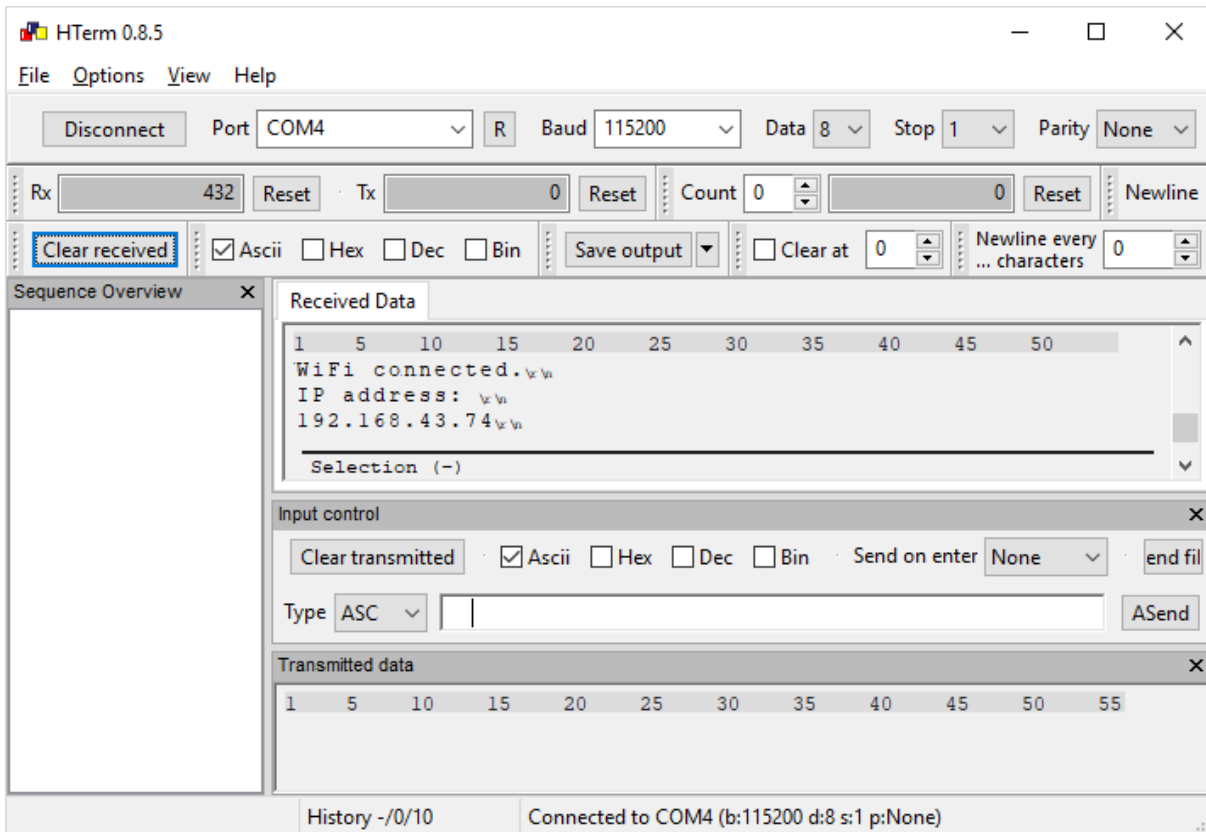 HTerm 0.8.5
File Options View Help
Disconnect Port COM4 R Baud 115200 Data 8 Stop 1 Parity None
Rx 432 Reset Tx 0 Reset Count 0 0 Reset Newline
Clear received Ascii Hex Dec Bin Save output Clear at 0 Newline every
... characters 0
Sequence Overview
Received Data
1 5 10 15 20 25 30 35 40 45 50
WiFi connected.\r\n
IP address: \r\n
192.168.43.74\r\n
Selection (-)
Input control
Clear transmitted Ascii Hex Dec Bin Send on enter None end fil
Type ASC ASend
Transmitted data
1 5 10 15 20 25 30 35 40 45 50 55
History -/0/10 Connected to COM4 (b:115200 d:8 s:1 p:None)